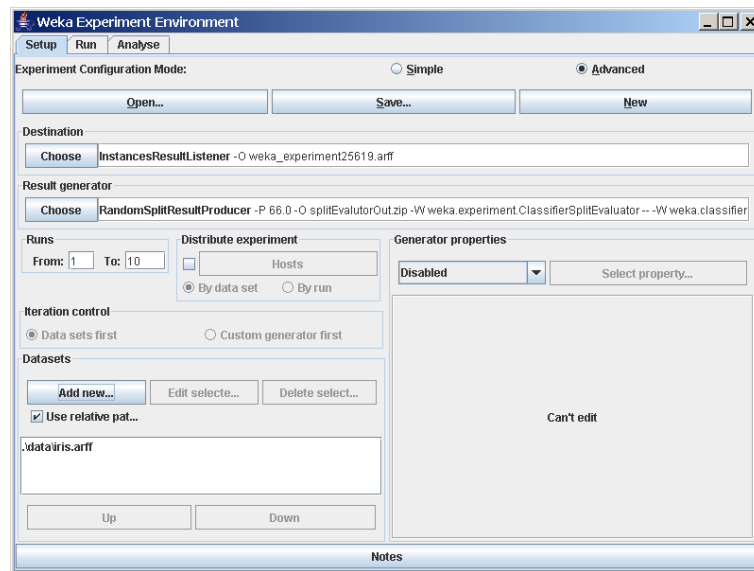 Weka Experiment Environment
Setup Run Analyse
Experiment Configuration Mode: Simple Advanced
Open... Save... New
Destination
Choose InstancesResultListener -O weka_experiment25619.arff
Result generator
Choose RandomSplitResultProducer -P 66.0 -O splitEvalutorOut.zip -W weka.experiment.ClassifierSplitEvaluator -- -W weka.classifier
Runs Distribute experiment Generator properties
From: 1 To: 10 Hosts Disabled Select property...
By data set By run
Iteration control
Data sets first Custom generator first
Datasets
Add new... Edit selecte... Delete select...
Use relative pat... Can't edit
.\data\iris.arff
Up Down
Notes